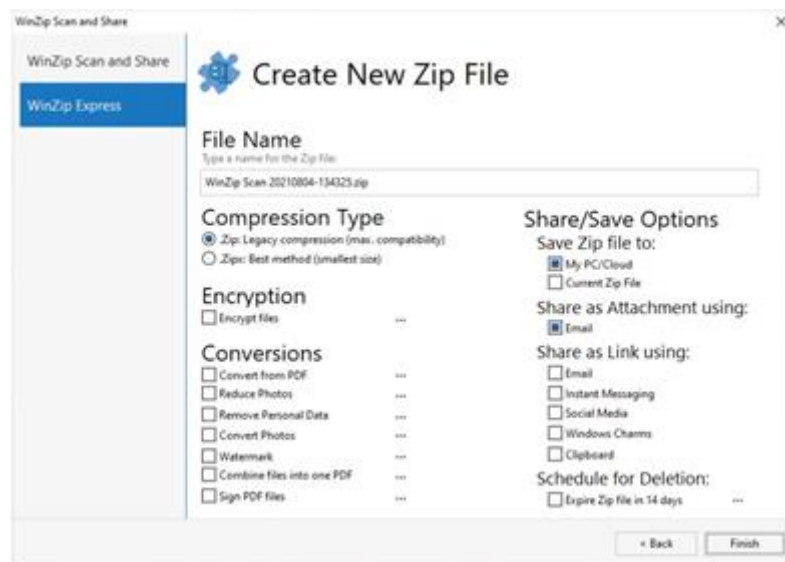 WinZip Scan and Share
WinZip Scan and Share
WinZip Express
Create New Zip File
File Name
Type a name for the Zip File:
WinZip Scan 20210804-134325.zip
Compression Type
.Zip: Legacy compression (max. compatibility)
.Zipx: Best method (smallest size)
Encryption
Encrypt files ...
Conversions
Convert from PDF ...
Reduce Photos ...
Remove Personal Data ...
Convert Photos ...
Watermark ...
Combine files into one PDF ...
Sign PDF files ...
Share/Save Options
Save Zip file to:
My PC/Cloud
Current Zip File
Share as Attachment using:
Email
Share as Link using:
Email
Instant Messaging
Social Media
Windows Charms
Clipboard
Schedule for Deletion:
Expire Zip file in 14 days ...
< Back
Finish